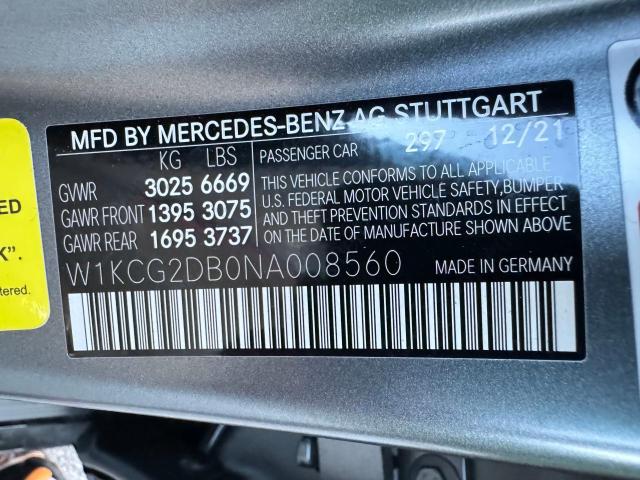 MFD BY MERCEDES-BENZ AG STUTTGART
KG LBS
PASSENGER CAR 297 12/21
GVWR 3025 6669
GAWR FRONT 1395 3075
GAWR REAR 1695 3737
THIS VEHICLE CONFORMS TO ALL APPLICABLE
U.S. FEDERAL MOTOR VEHICLE SAFETY,BUMPER
AND THEFT PREVENTION STANDARDS IN EFFECT
ON THE DATE OF MANUFACTURE SHOWN ABOVE
W1KCG2DB0NA008560 MADE IN GERMANY
ED
K".
tered.